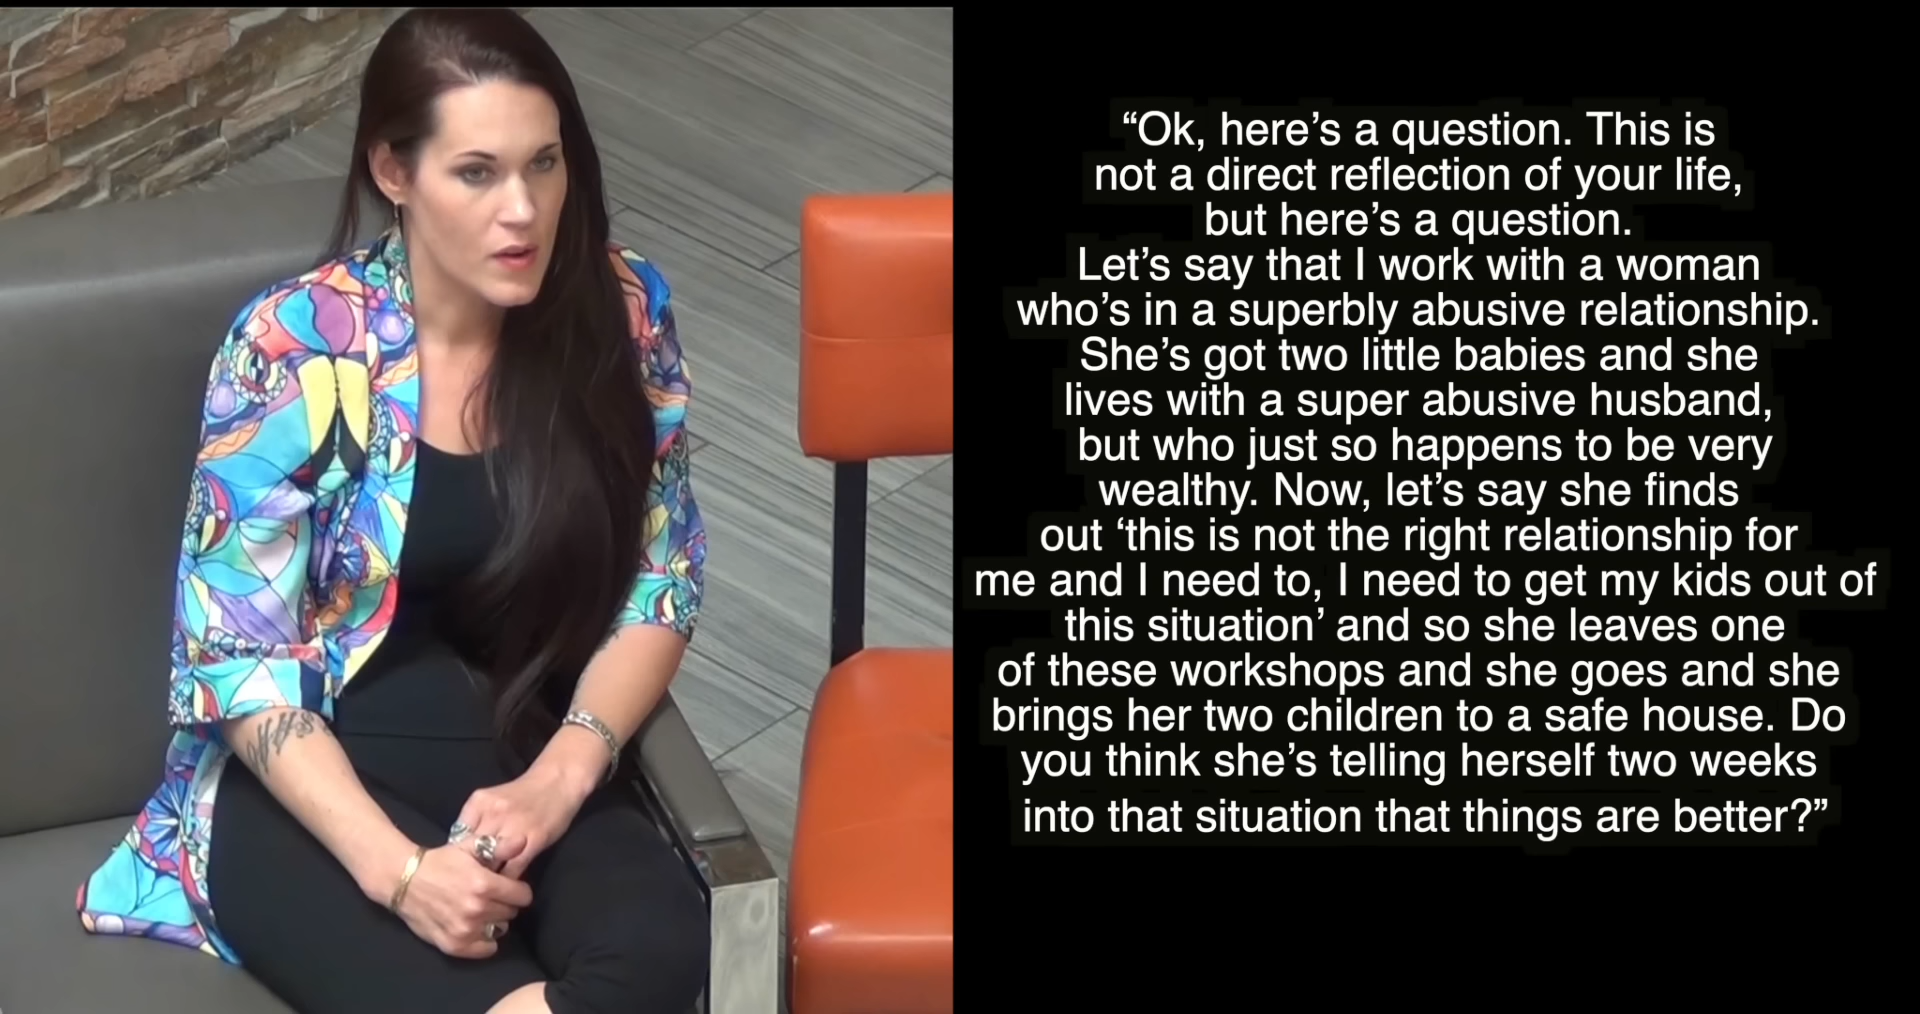 “Ok, here’s a question. This is
not a direct reflection of your life,
but here’s a question.
Let’s say that I work with a woman
who’s in a superbly abusive relationship.
She’s got two little babies and she
lives with a super abusive husband,
but who just so happens to be very
wealthy. Now, let’s say she finds
out ‘this is not the right relationship for
me and I need to, I need to get my kids out of
this situation’ and so she leaves one
of these workshops and she goes and she
brings her two children to a safe house. Do
you think she’s telling herself two weeks
into that situation that things are better?”